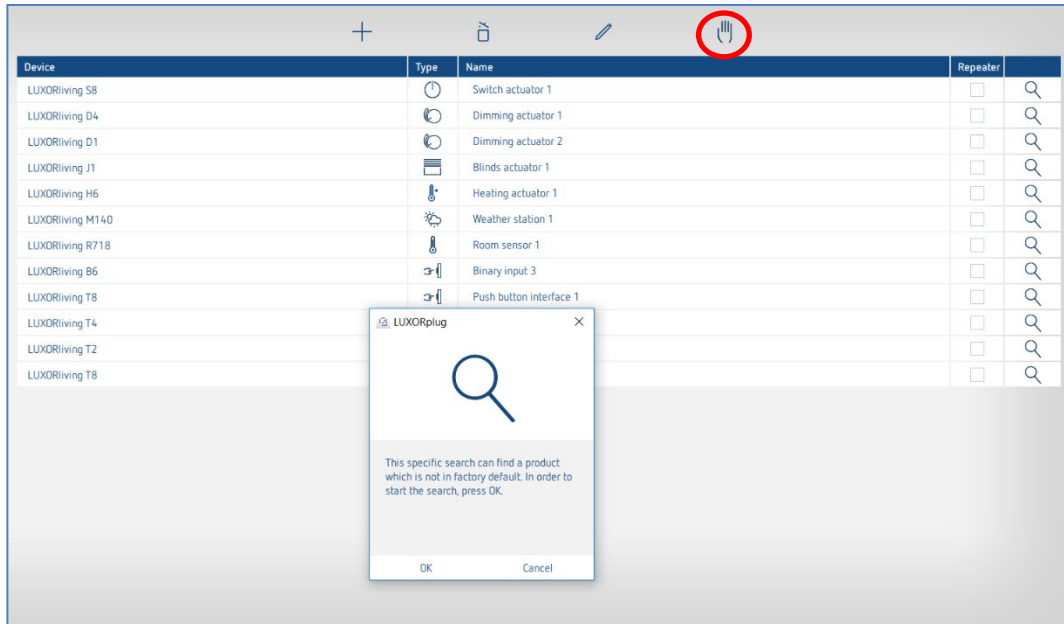 Device Type Name Repeater
LUXORliving S8 Switch actuator 1
LUXORliving D4 Dimming actuator 1
LUXORliving D1 Dimming actuator 2
LUXORliving J1 Blinds actuator 1
LUXORliving H6 Heating actuator 1
LUXORliving M140 Weather station 1
LUXORliving R718 Room sensor 1
LUXORliving B6 Binary input 3
LUXORliving T8 Push button interface 1
LUXORliving T4
LUXORliving T2
LUXORliving T8
LUXORplug
This specific search can find a product
which is not in factory default. In order to
start the search, press OK.
OK Cancel